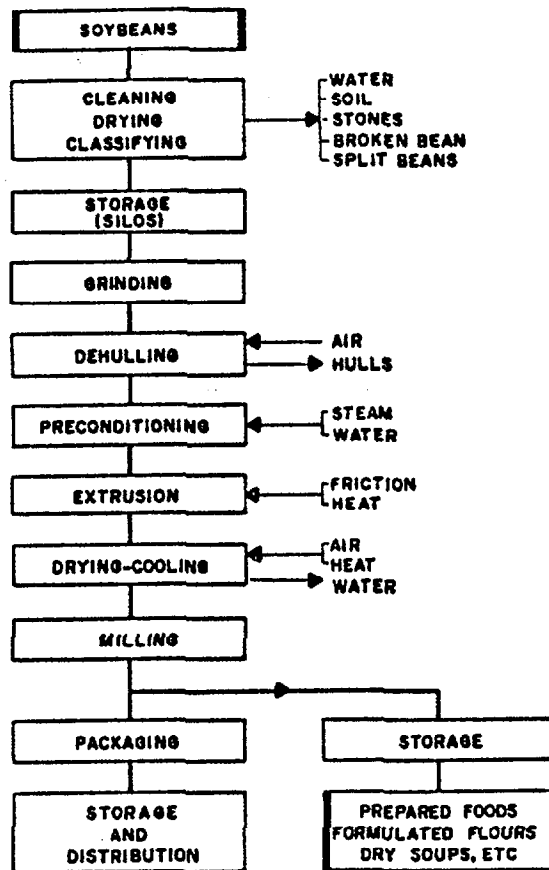 SOYBEANS
CLEANING
DRYING
CLASSIFYING
WATER
SOIL
STONES
BROKEN BEAN
SPLIT BEANS
STORAGE
(SILOS)
GRINDING
DEHULLING
AIR
HULLS
PRECONDITIONING
STEAM
WATER
EXTRUSION
FRICTION
HEAT
DRYING-COOLING
AIR
HEAT
WATER
MILLING
PACKAGING
STORAGE
STORAGE
AND
DISTRIBUTION
PREPARED FOODS
FORMULATED FLOURS
DRY SOUPS, ETC